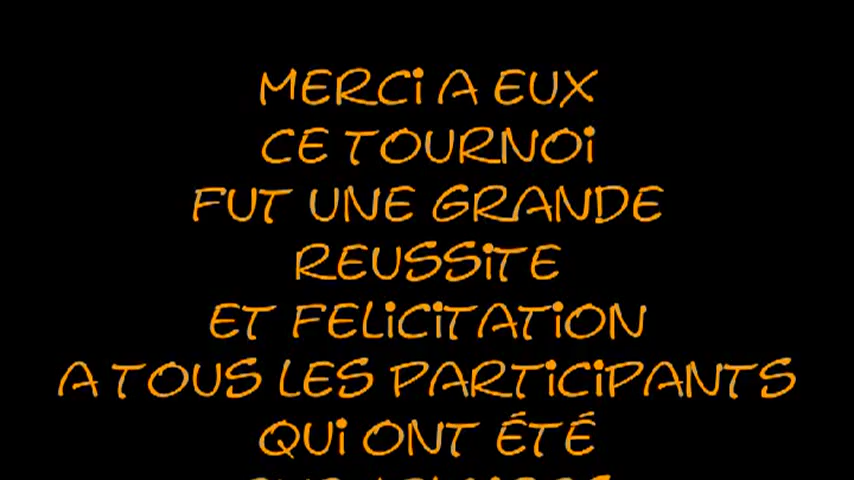 MERCi A EUX
CE TOURNOi
FUT UNE GRANDE
REUSSiTE
ET FELiCiTATiON
A TOUS LES PARTiCiPANTS
QUi ONT ÉTÉ